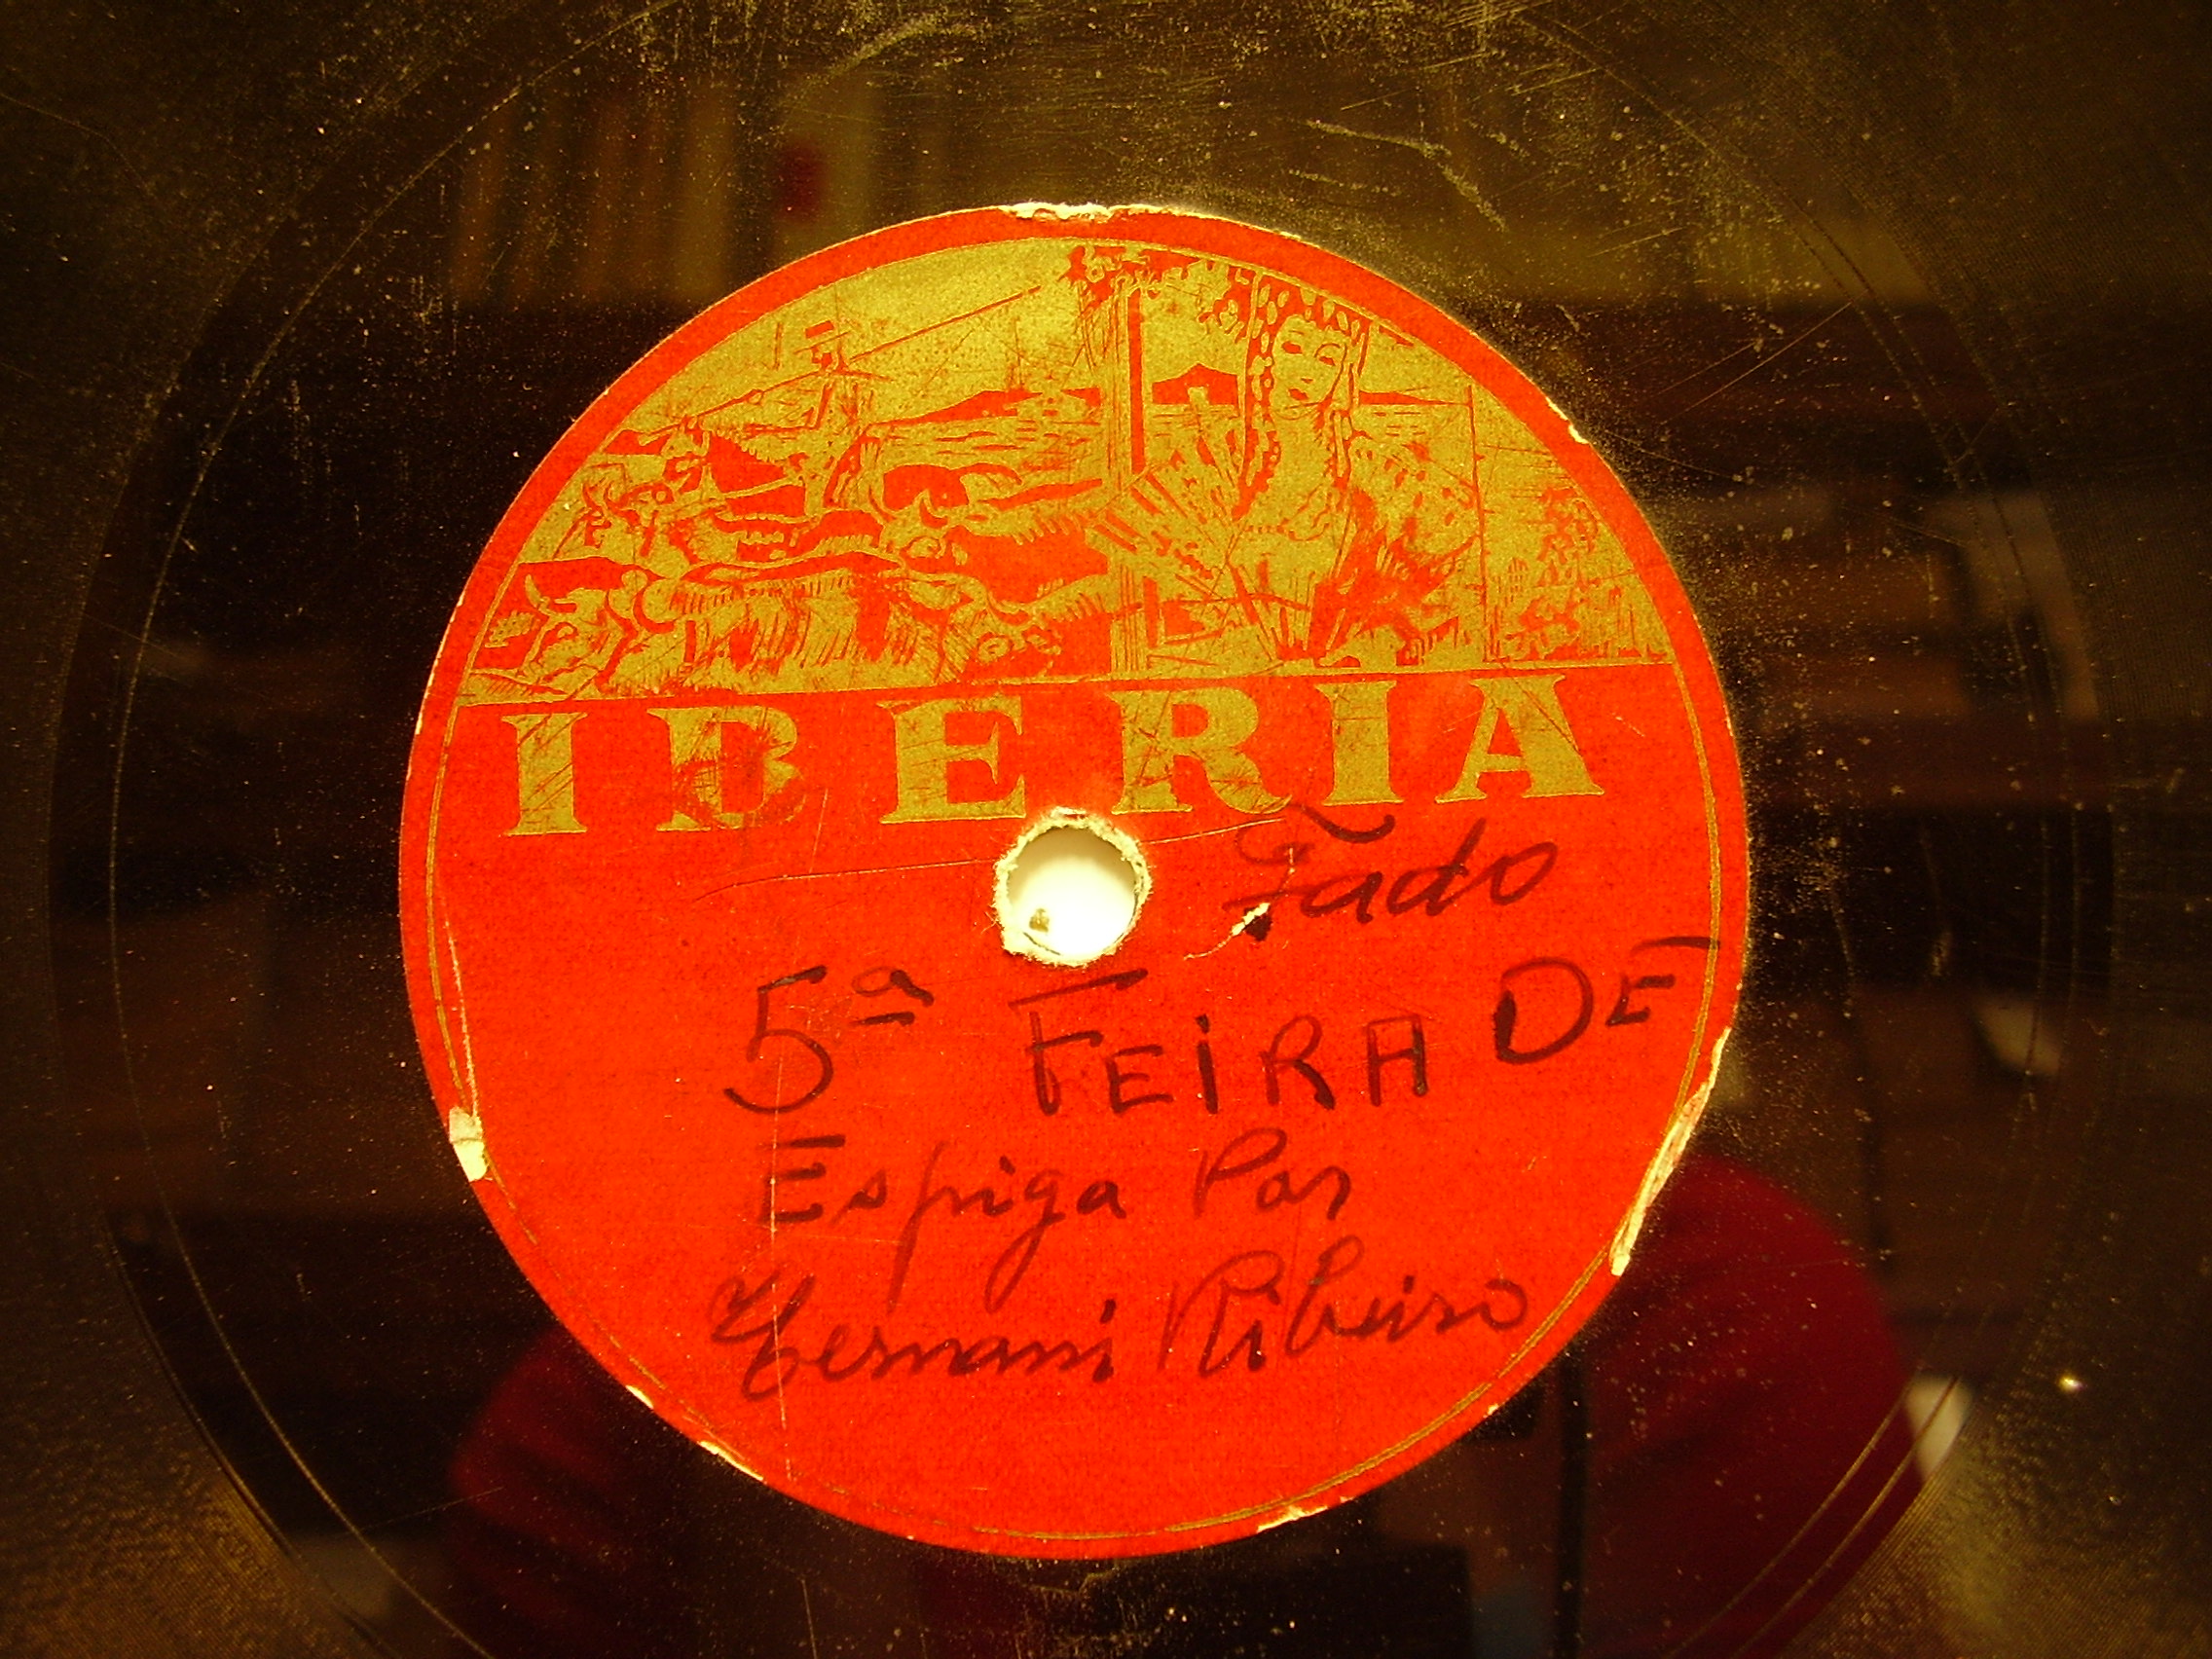 IBERIA
Fado
5ª FEIRA DE
Espiga Por
Hernani Ribeiro